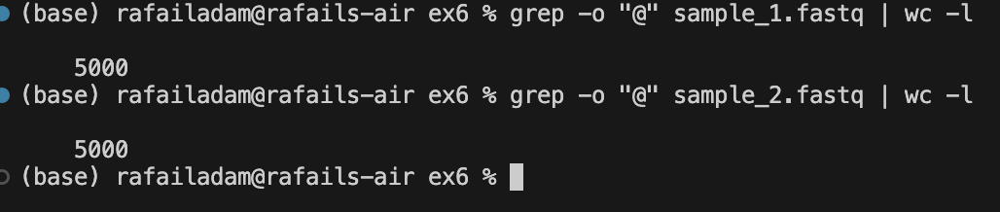 (base) rafailadam@rafails-air ex6 % grep -o "@" sample_1.fastq | wc -l
5000
(base) rafailadam@rafails-air ex6 % grep -o "@" sample_2.fastq | wc -l
5000
(base) rafailadam@rafails-air ex6 %